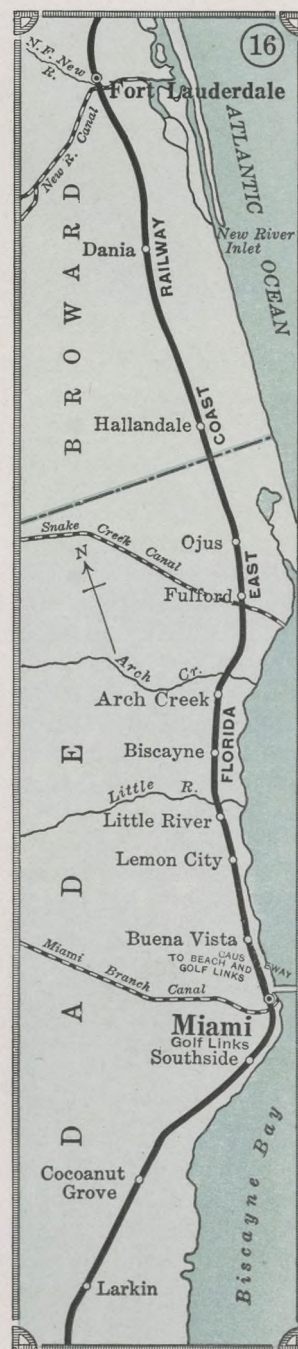 16
N.F. New
R.
Fort Lauderdale
New R. Canal
ATLANTIC
OCEAN
New River
Inlet
Dania
RAILWAY
BROWARD
Hallandale
COAST
Snake Creek Canal
Ojus
N
EAST
Fulford
Arch Cr.
Arch Creek
Biscayne
FLORIDA
Little R.
Little River
DADE
Lemon City
Buena Vista
CAUSEWAY
TO BEACH AND
GOLF LINKS
Miami Branch Canal
Miami
Golf Links
Southside
Cocoanut
Grove
Biscayne Bay
Larkin